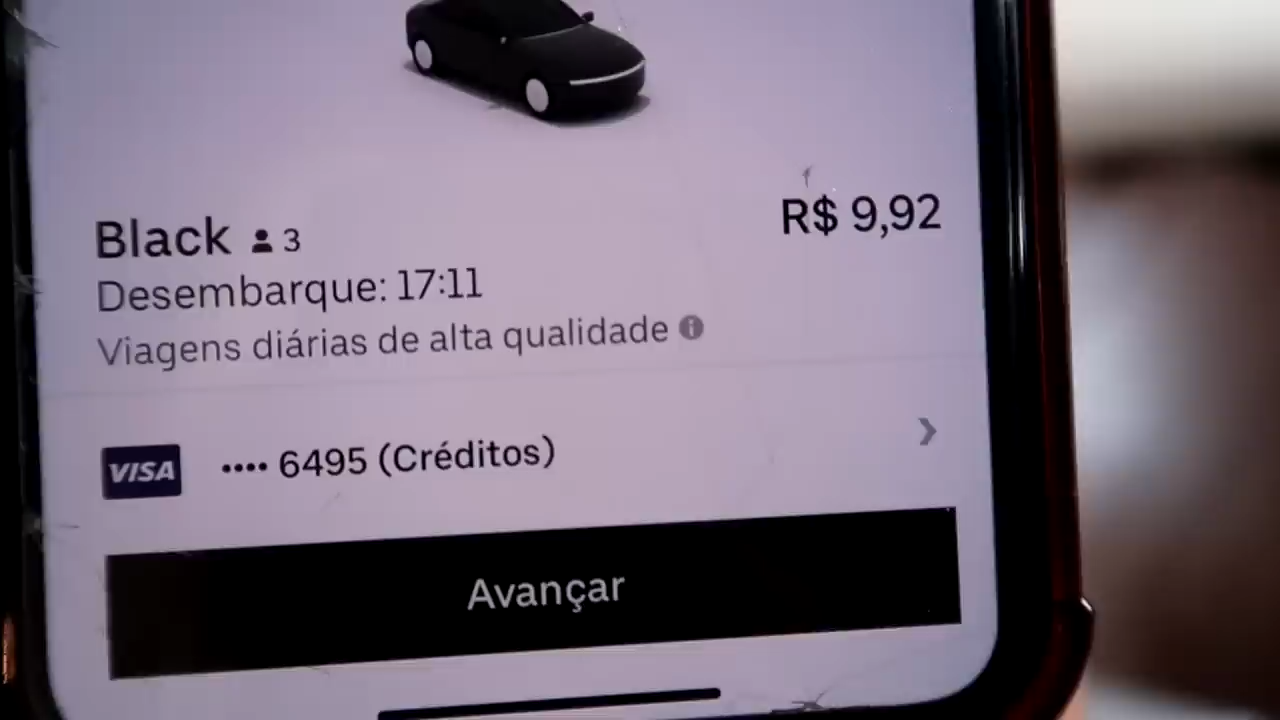 Black 3
R$ 9,92
Desembarque: 17:11
Viagens diárias de alta qualidade
VISA •••• 6495 (Créditos)
Avançar